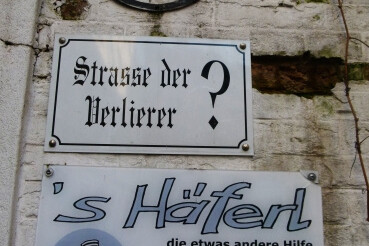 Strasse der
Verlierer ?
's Häferl
die etwas andere Hilfe